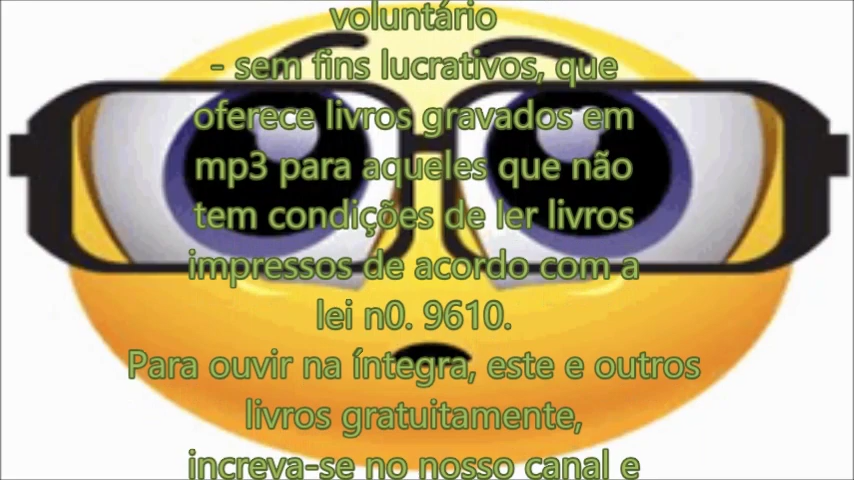 voluntário
- sem fins lucrativos, que
oferece livros gravados em
mp3 para aqueles que não
tem condições de ler livros
impressos de acordo com a
lei n0. 9610.
Para ouvir na íntegra, este e outros
livros gratuitamente,
increva-se no nosso canal e